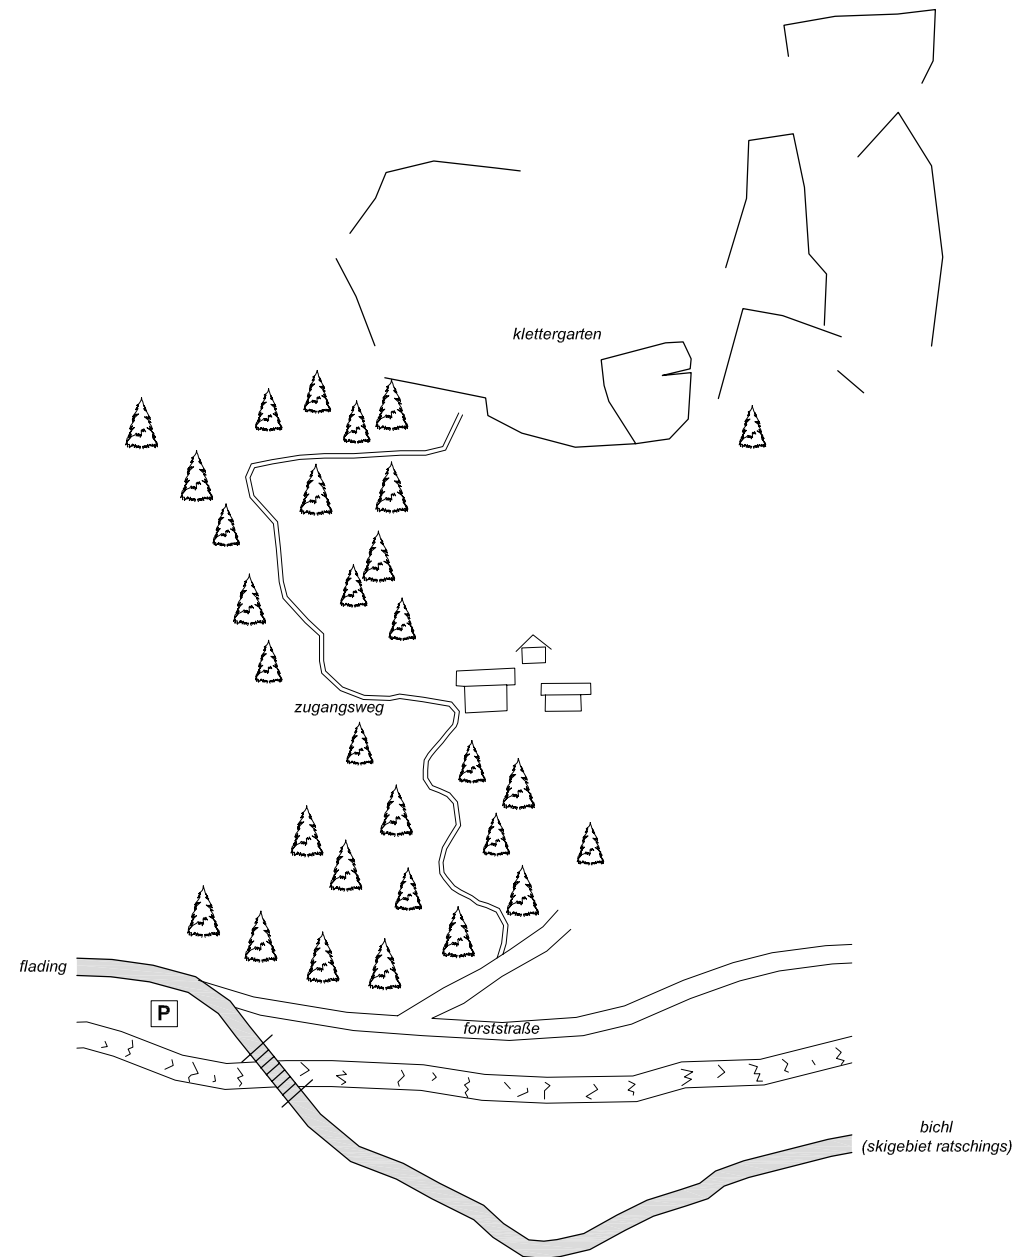 klettergarten
zugangsweg
flading
P
forststraße
bichl
(skigebiet ratschings)